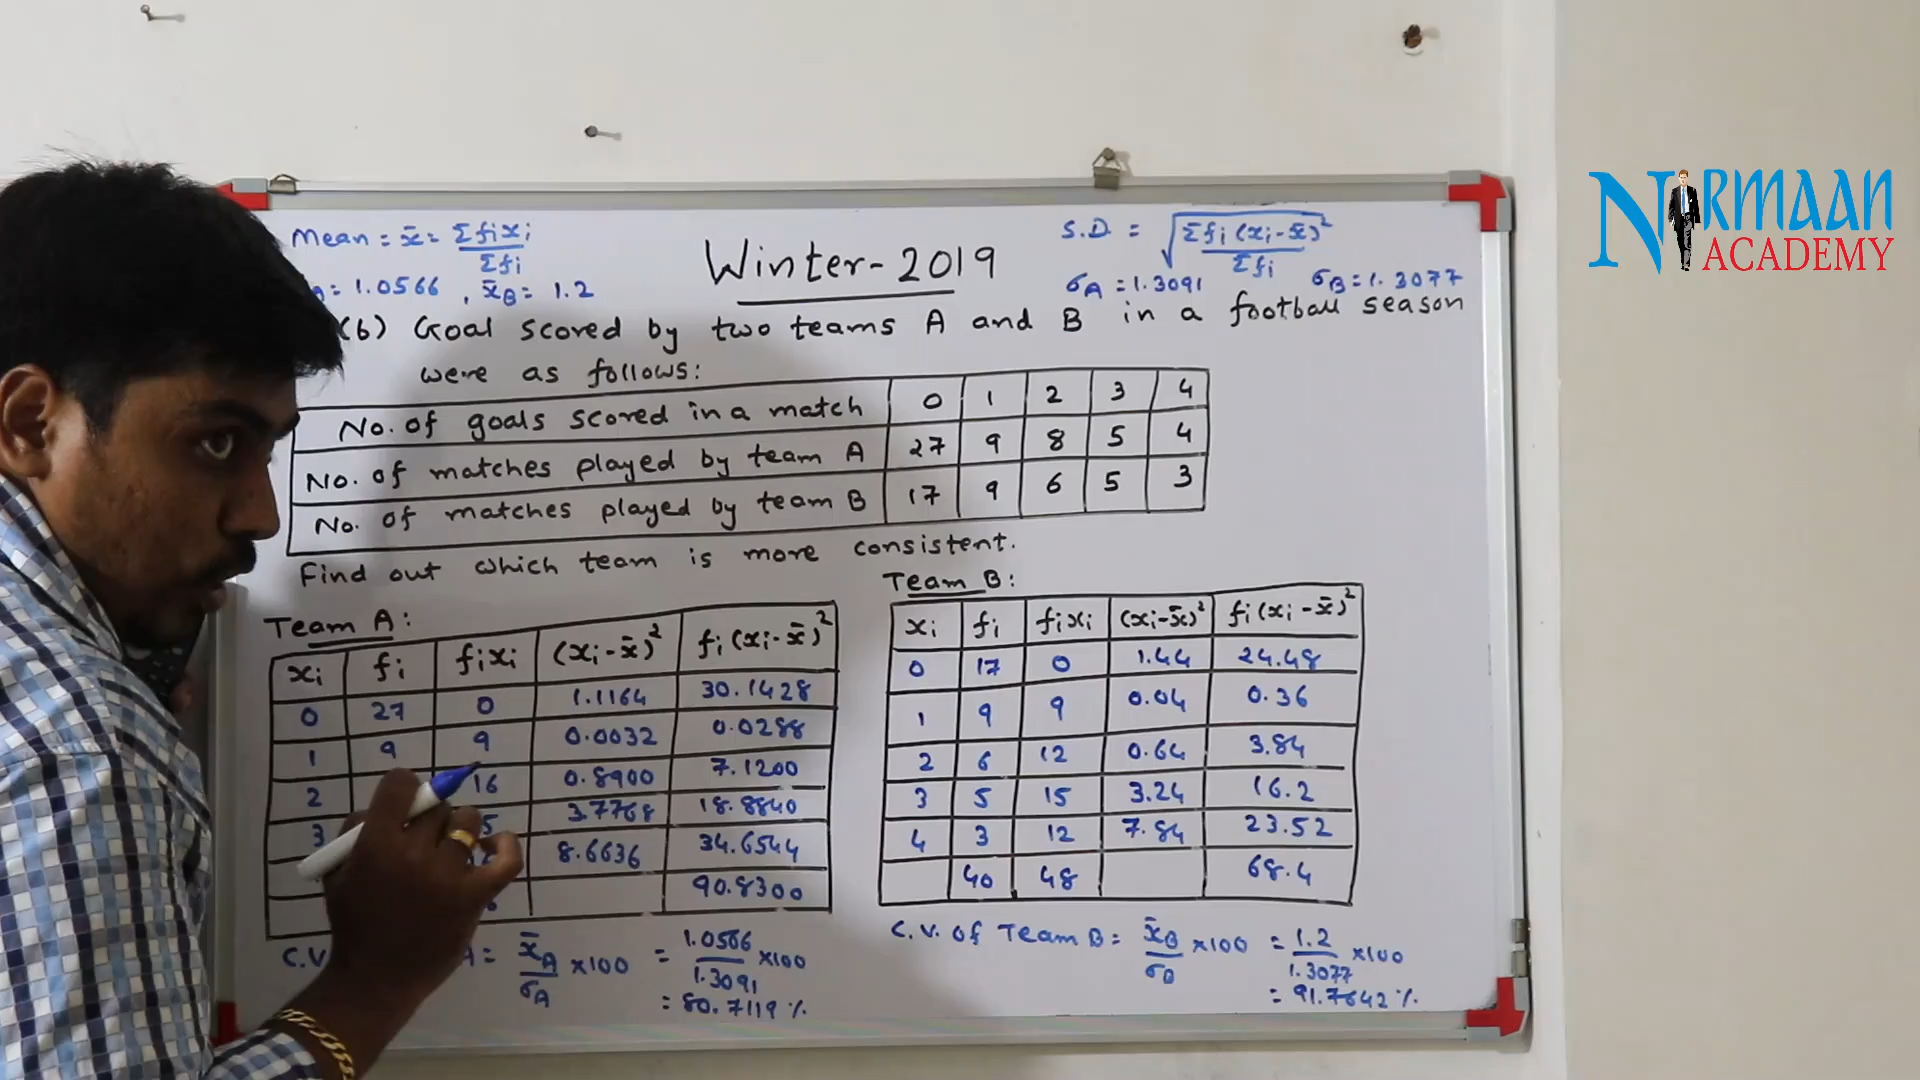 Mean = x̄ = Σfixi / Σfi
= 1.0566 , x̄B = 1.2
Winter-2019
S.D. = √(Σfi (xi-x̄)² / Σfi)
σA = 1.3091 σB = 1.3077
(b) Goal scored by two teams A and B in a football season
were as follows:
No. of goals scored in a match 0 1 2 3 4
No. of matches played by team A 27 9 8 5 4
No. of matches played by team B 17 9 6 5 3
Find out which team is more consistent.
Team A:
xi fi fixi (xi-x̄)² fi(xi-x̄)²
0 27 0 1.1164 30.1428
1 9 9 0.0032 0.0288
2 16 0.8900 7.1200
3 5 3.7768 18.8840
8.6636 34.6544
90.8300
C.V A = x̄A/σA ×100 = 1.0566/1.3091 ×100
= 80.7119 %
Team B:
xi fi fixi (xi-x̄)² fi(xi-x̄)²
0 17 0 1.44 24.48
1 9 9 0.04 0.36
2 6 12 0.64 3.84
3 5 15 3.24 16.2
4 3 12 7.84 23.52
40 48 68.4
C.V. of Team B = x̄B/σB ×100 = 1.2/1.3077 ×100
= 91.7642 %
NIRMAAN
ACADEMY